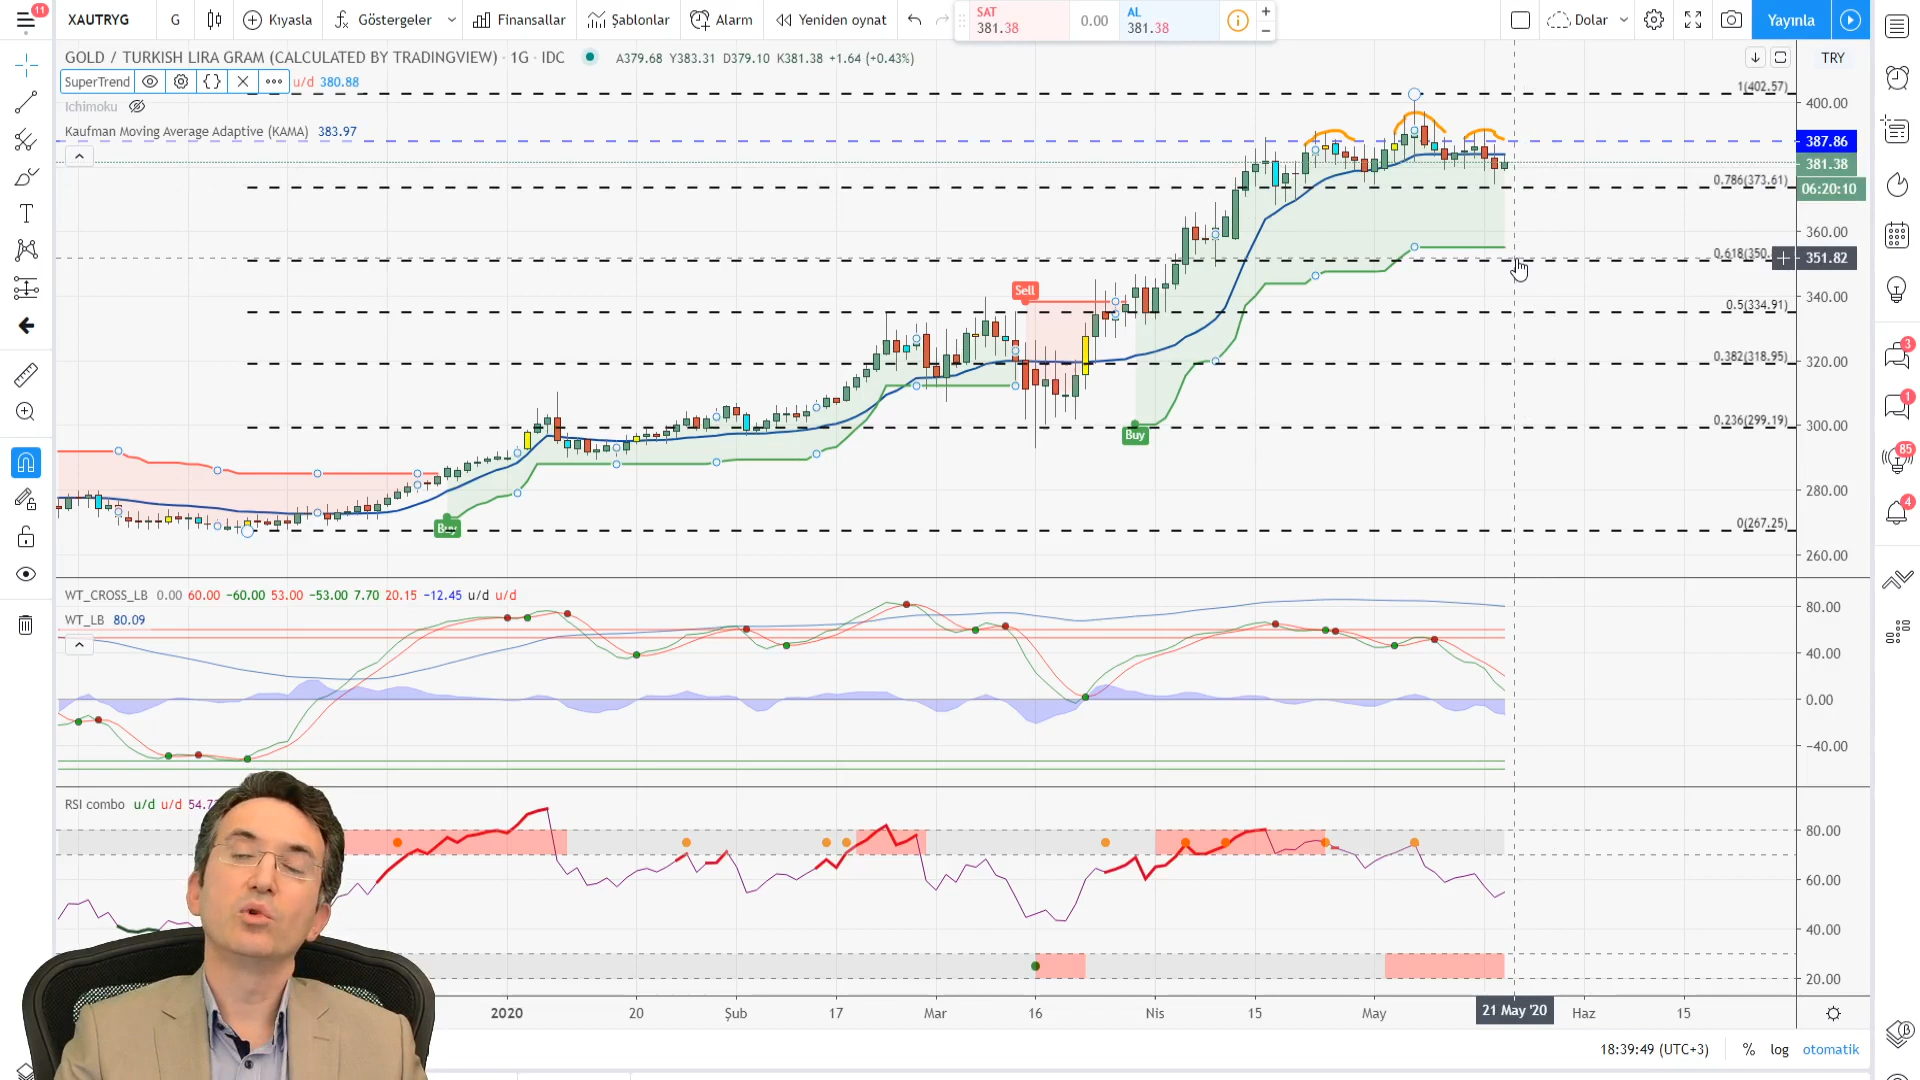 11
XAUTRYG
G
Kıyasla
Göstergeler
Finansallar
Şablonlar
Alarm
Yeniden oynat
SAT
381.38
0.00
AL
381.38
Dolar
Yayınla
GOLD / TURKISH LIRA GRAM (CALCULATED BY TRADINGVIEW) · 1G · IDC
A379.68 Y383.31 D379.10 K381.38 +1.64 (+0.43%)
TRY
SuperTrend
u/d 380.88
Ichimoku
Kaufman Moving Average Adaptive (KAMA) 383.97
1(402.57)
400.00
387.86
381.38
0.786(373.61)
06:20:10
360.00
0.618(350.
351.82
Sell
340.00
0.5(334.91)
0.382(318.95)
320.00
0.236(299.19)
300.00
Buy
280.00
0(267.25)
Buy
260.00
WT_CROSS_LB 0.00 60.00 −60.00 53.00 −53.00 7.70 20.15 −12.45 u/d u/d
WT_LB 80.09
80.00
40.00
0.00
−40.00
RSI combo u/d u/d 54.7
80.00
60.00
40.00
20.00
2020
20
Şub
17
Mar
16
Nis
15
May
21 May '20
Haz
15
18:39:49 (UTC+3)
%
log
otomatik
3
1
85
4